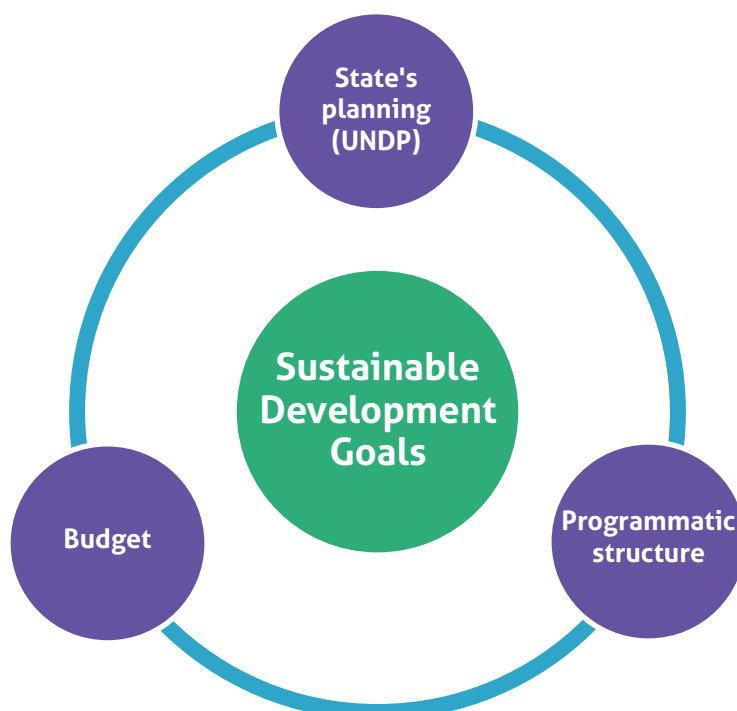 State's
planning
(UNDP)
Sustainable
Development
Goals
Budget
Programmatic
structure